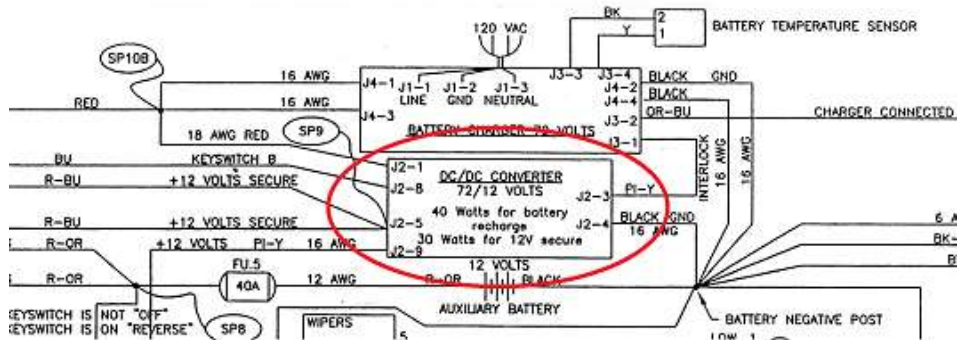 BK
2
1
BATTERY TEMPERATURE SENSOR
120 VAC
Y
SP10B
16 AWG
J4-1
J1-1
J1-2
J1-3
J3-3
J3-4
BLACK GND
J4-2
LINE GND NEUTRAL
J4-4
BLACK
RED
16 AWG
J4-3
J3-2
OR-BU
CHARGER CONNECTED
18 AWG RED
SP9
BATTERY CHARGER 72 VOLTS
J3-1
INTERLOCK
16 AWG
16 AWG
BU
KEYSWITCH B
J2-1
R-BU
+12 VOLTS SECURE
J2-8
DC/DC CONVERTER
72/12 VOLTS
J2-3
PI-Y
R-BU
+12 VOLTS SECURE
J2-5
40 Watts for battery
recharge
30 Watts for 12V secure
J2-4
BLACK GND
16 AWG
R-OR
+12 VOLTS PI-Y 16 AWG
J2-9
6 A
BK-
R-OR
FU.5
40A
12 AWG
R-OR
12 VOLTS
BLACK
AUXILIARY BATTERY
KEYSWITCH IS NOT "OFF"
KEYSWITCH IS ON "REVERSE"
SP8
WIPERS
5
BATTERY NEGATIVE POST
LOW 1